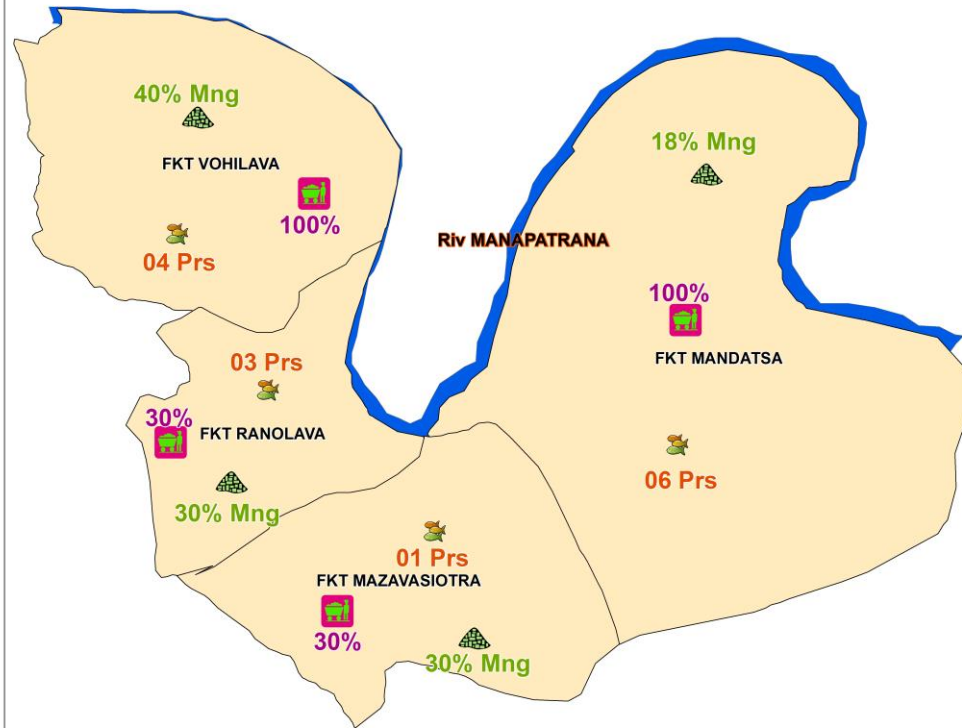 40% Mng
FKT VOHILAVA
100%
04 Prs
18% Mng
Riv MANAPATRANA
100%
FKT MANDATSA
06 Prs
03 Prs
30%
FKT RANOLAVA
30% Mng
01 Prs
FKT MAZAVASIOTRA
30%
30% Mng